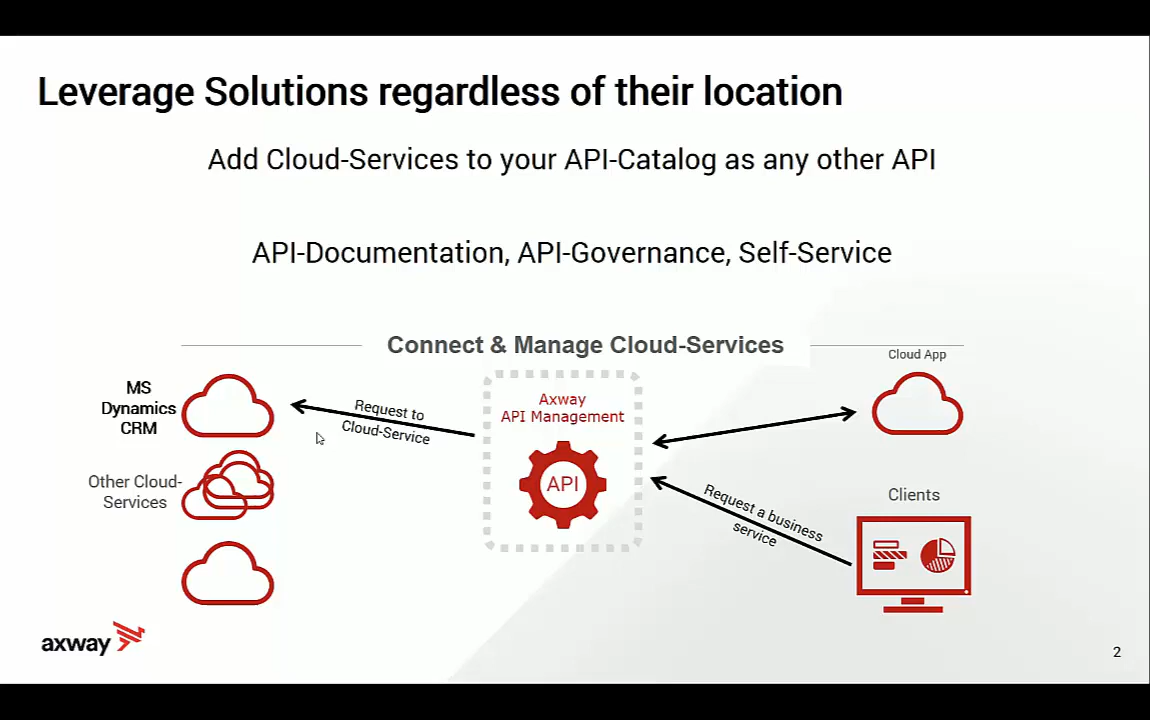 Leverage Solutions regardless of their location
Add Cloud-Services to your API-Catalog as any other API
API-Documentation, API-Governance, Self-Service
Connect & Manage Cloud-Services
MS
Dynamics
CRM
Other Cloud-
Services
Request to
Cloud-Service
Axway
API Management
API
Cloud App
Request a business
service
Clients
axway
2